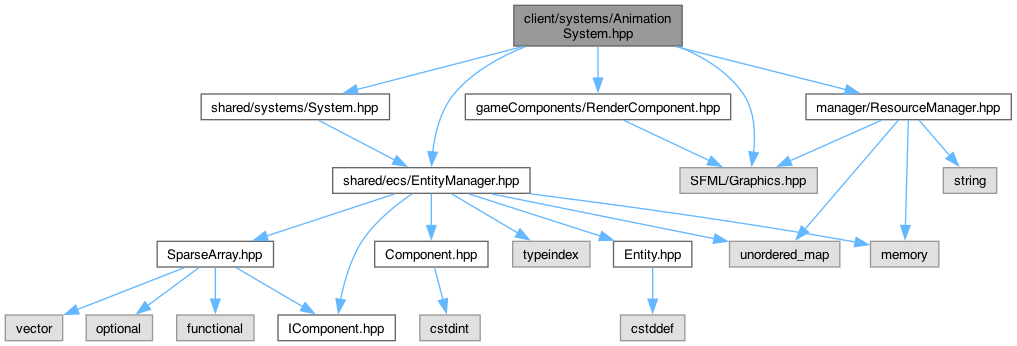 client/systems/Animation
System.hpp
shared/systems/System.hpp
gameComponents/RenderComponent.hpp
manager/ResourceManager.hpp
shared/ecs/EntityManager.hpp
SFML/Graphics.hpp
string
SparseArray.hpp
Component.hpp
typeindex
Entity.hpp
unordered_map
memory
vector
optional
functional
IComponent.hpp
cstdint
cstddef